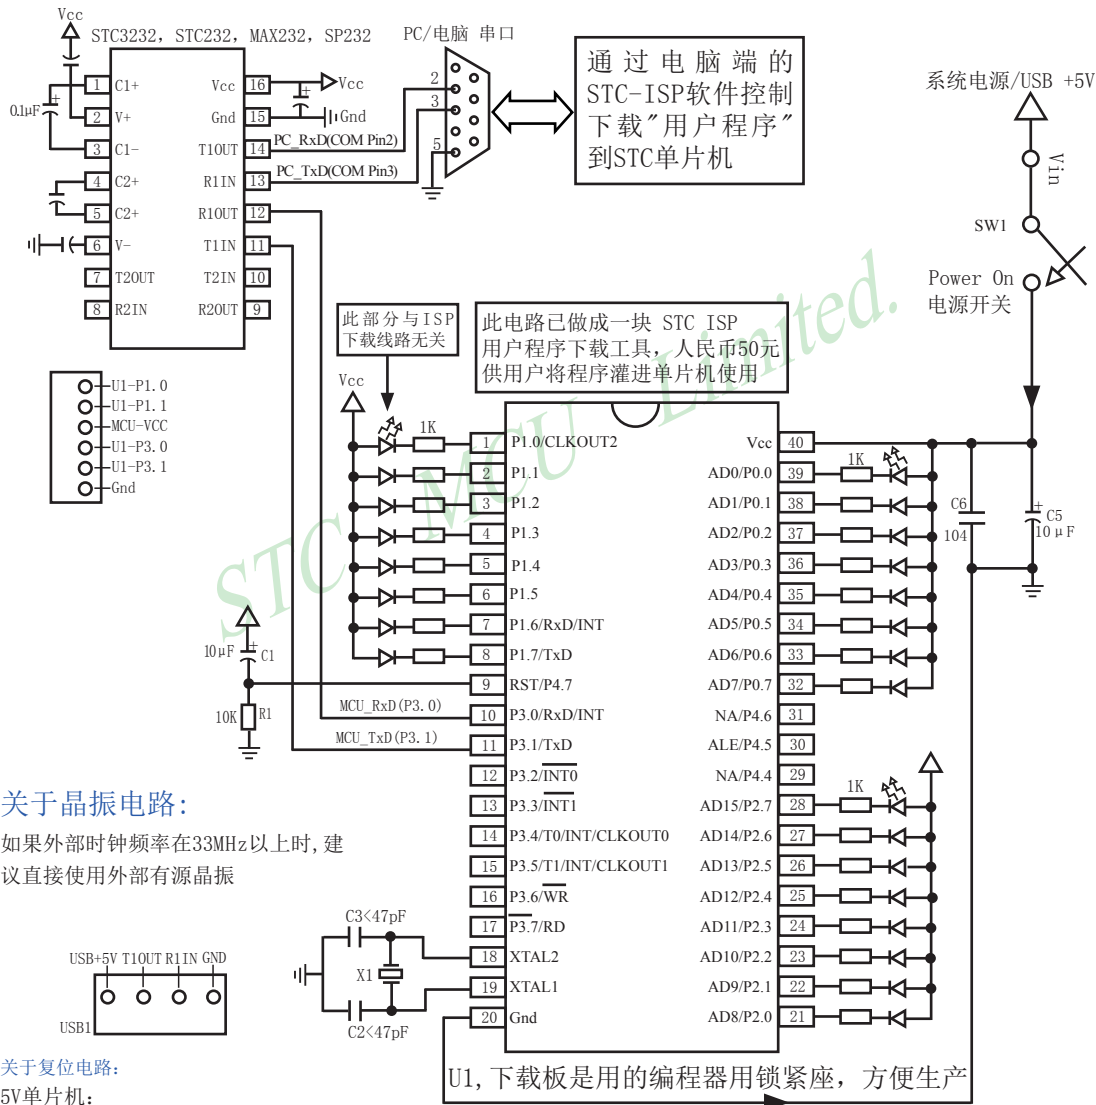 Vcc
STC3232, STC232, MAX232, SP232
PC/电脑 串口
1 C1+
2 V+
3 C1-
4 C2+
5 C2+
6 V-
7 T2OUT
8 R2IN
Vcc 16
Gnd 15
T1OUT 14
R1IN 13
R1OUT 12
T1IN 11
T2IN 10
R2OUT 9
0.1μF
+
+
Vcc
Gnd
PC_RxD(COM Pin2)
PC_TxD(COM Pin3)
2
3
5
通过电脑端的
STC-ISP软件控制
下载"用户程序"
到STC单片机
系统电源/USB +5V
Vin
SW1
Power On
电源开关
此部分与ISP
下载线路无关
此电路已做成一块 STC ISP
用户程序下载工具，人民币50元
供用户将程序灌进单片机使用
U1-P1.0
U1-P1.1
MCU-VCC
U1-P3.0
U1-P3.1
Gnd
Vcc
1K
1 P1.0/CLKOUT2
2 P1.1
3 P1.2
4 P1.3
5 P1.4
6 P1.5
7 P1.6/RxD/INT
8 P1.7/TxD
9 RST/P4.7
10 P3.0/RxD/INT
11 P3.1/TxD
12 P3.2/INT0
13 P3.3/INT1
14 P3.4/T0/INT/CLKOUT0
15 P3.5/T1/INT/CLKOUT1
16 P3.6/WR
17 P3.7/RD
18 XTAL2
19 XTAL1
20 Gnd
Vcc 40
AD0/P0.0 39
AD1/P0.1 38
AD2/P0.2 37
AD3/P0.3 36
AD4/P0.4 35
AD5/P0.5 34
AD6/P0.6 33
AD7/P0.7 32
NA/P4.6 31
ALE/P4.5 30
NA/P4.4 29
AD15/P2.7 28
AD14/P2.6 27
AD13/P2.5 26
AD12/P2.4 25
AD11/P2.3 24
AD10/P2.2 23
AD9/P2.1 22
AD8/P2.0 21
1K
1K
C6
104
+
C5
10μF
10μF
+
C1
10K
R1
MCU_RxD(P3.0)
MCU_TxD(P3.1)
STC MCU Limited.
关于晶振电路:
如果外部时钟频率在33MHz以上时,建
议直接使用外部有源晶振
C3<47pF
X1
C2<47pF
USB+5V T1OUT R1IN GND
USB1
关于复位电路:
5V单片机:
U1,下载板是用的编程器用锁紧座，方便生产